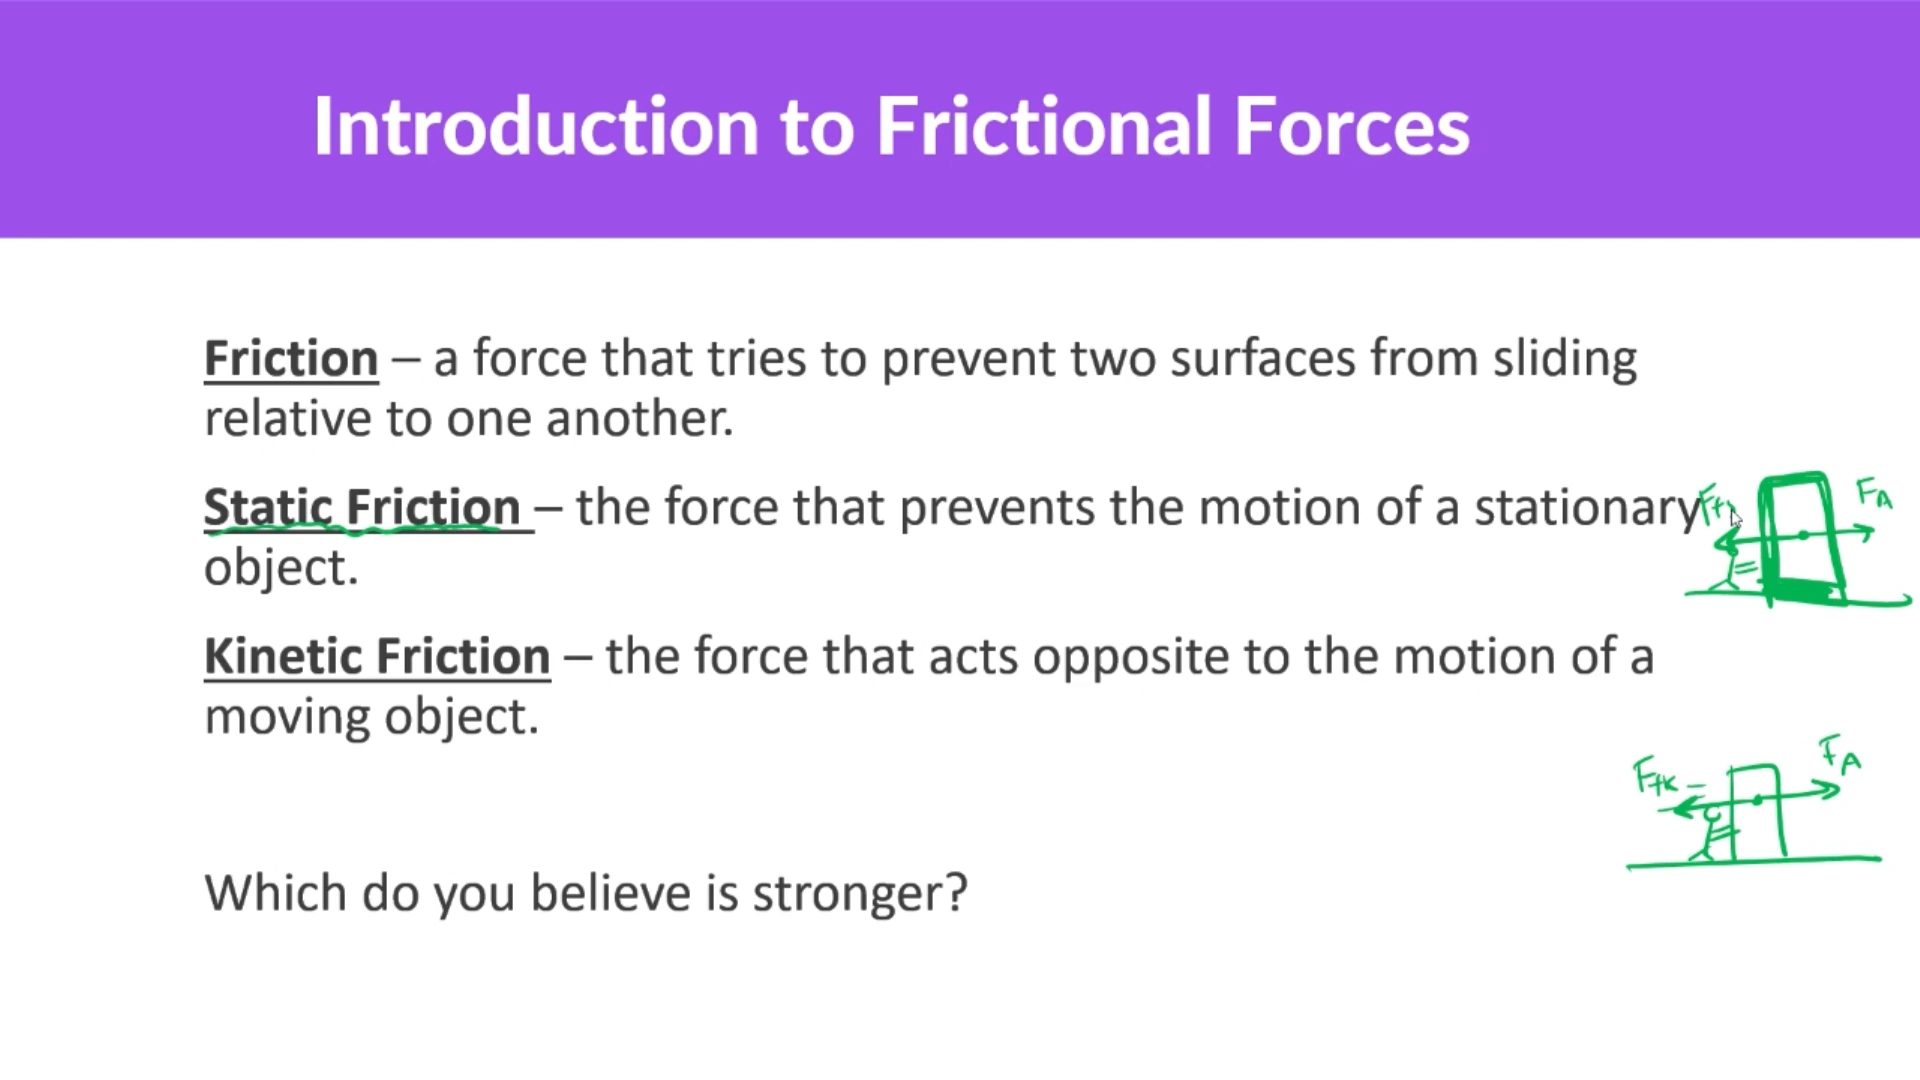 Introduction to Frictional Forces
Friction – a force that tries to prevent two surfaces from sliding
relative to one another.
Static Friction – the force that prevents the motion of a stationary
object.
FA
Kinetic Friction – the force that acts opposite to the motion of a
moving object.
Ffk
FA
Which do you believe is stronger?